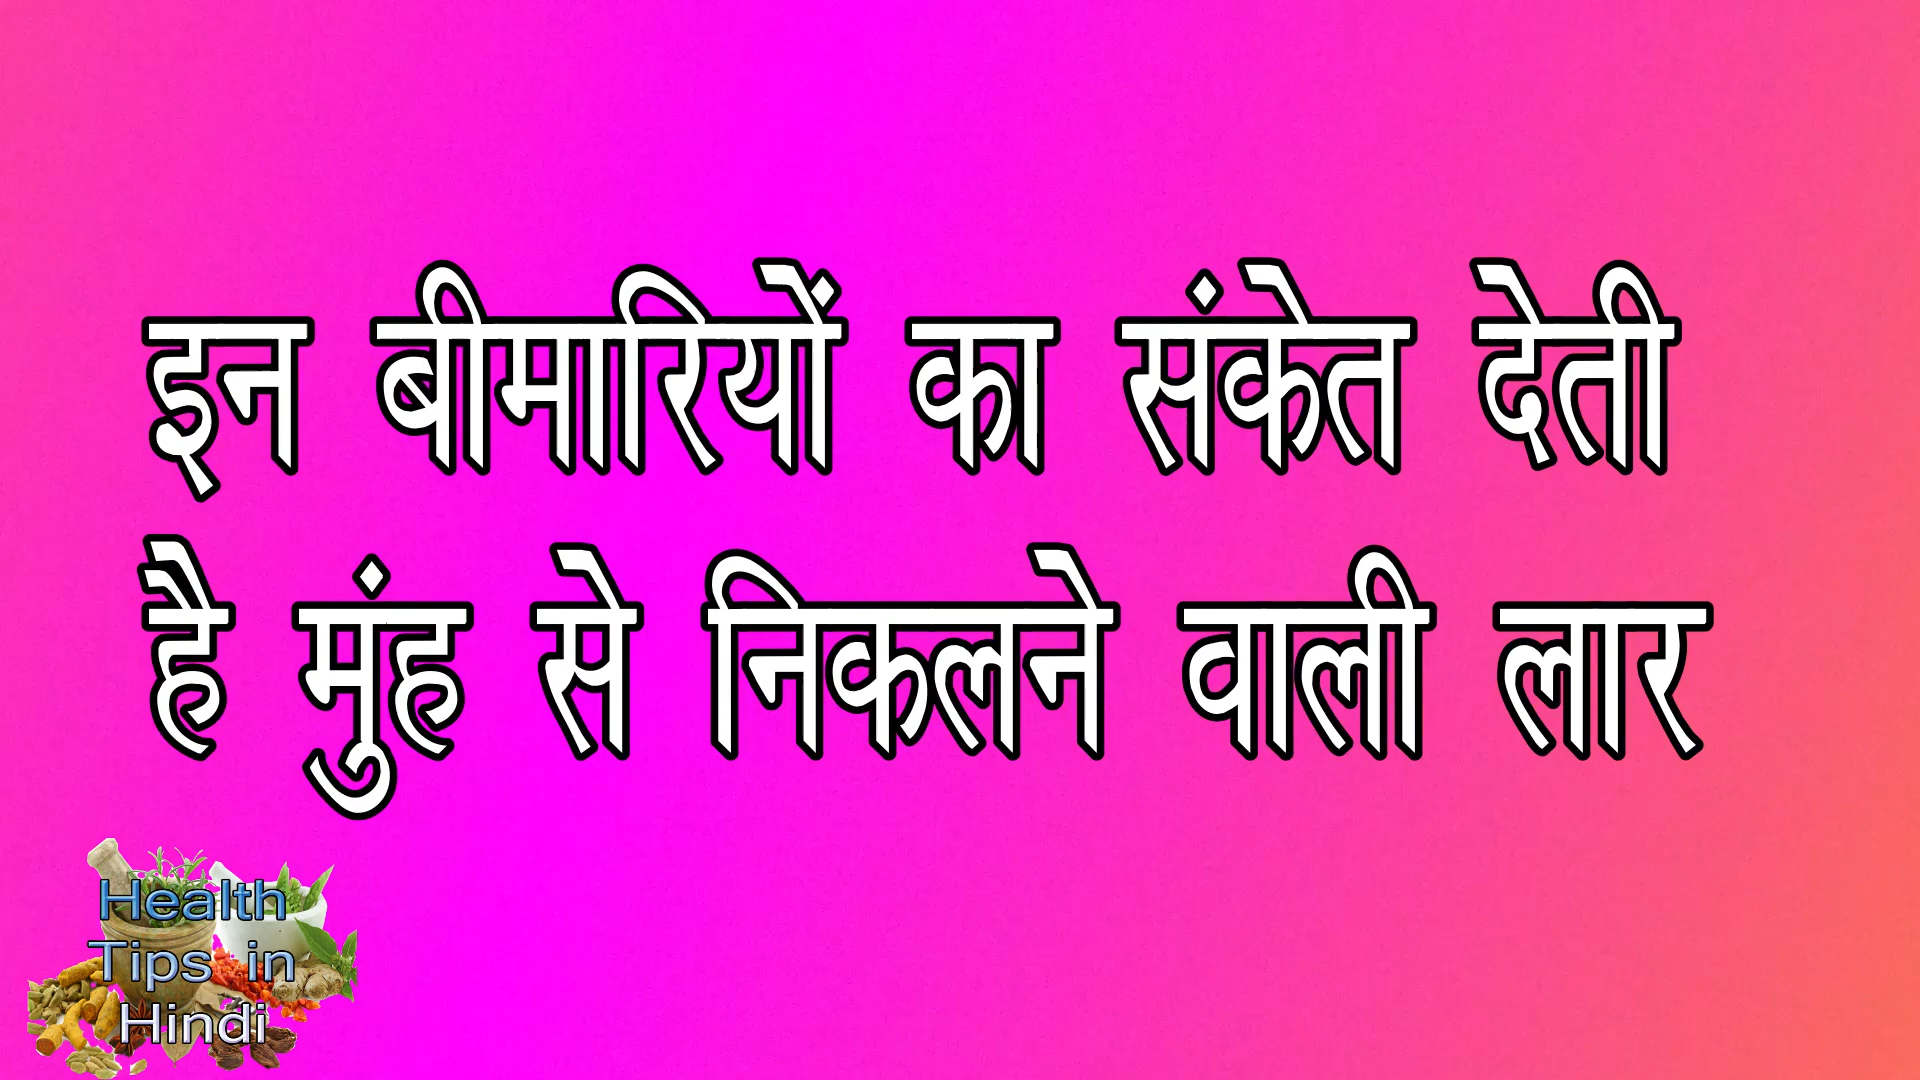 इन बीमारियों का संकेत देती
है मुंह से निकलने वाली लार
Health
Tips in
Hindi